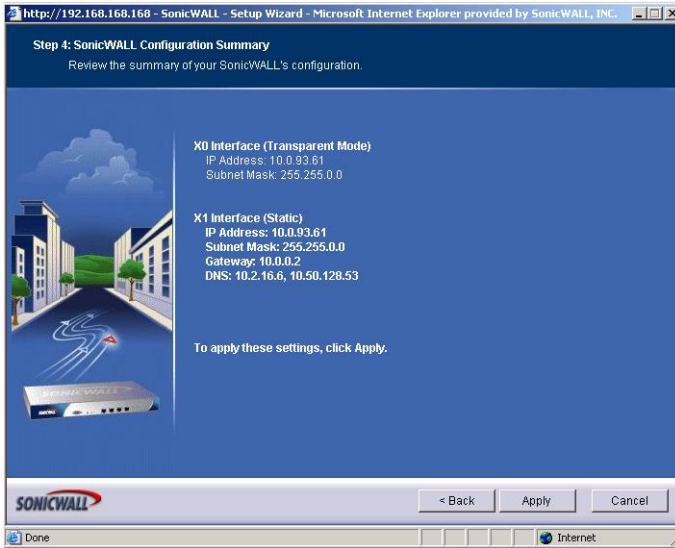 http://192.168.168.168 - SonicWALL - Setup Wizard - Microsoft Internet Explorer provided by SonicWALL, INC.
Step 4: SonicWALL Configuration Summary
Review the summary of your SonicWALL's configuration.
X0 Interface (Transparent Mode)
IP Address: 10.0.93.61
Subnet Mask: 255.255.0.0
X1 Interface (Static)
IP Address: 10.0.93.61
Subnet Mask: 255.255.0.0
Gateway: 10.0.0.2
DNS: 10.2.16.6, 10.50.128.53
To apply these settings, click Apply.
SONICWALL
SONICWALL
< Back
Apply
Cancel
Done
Internet